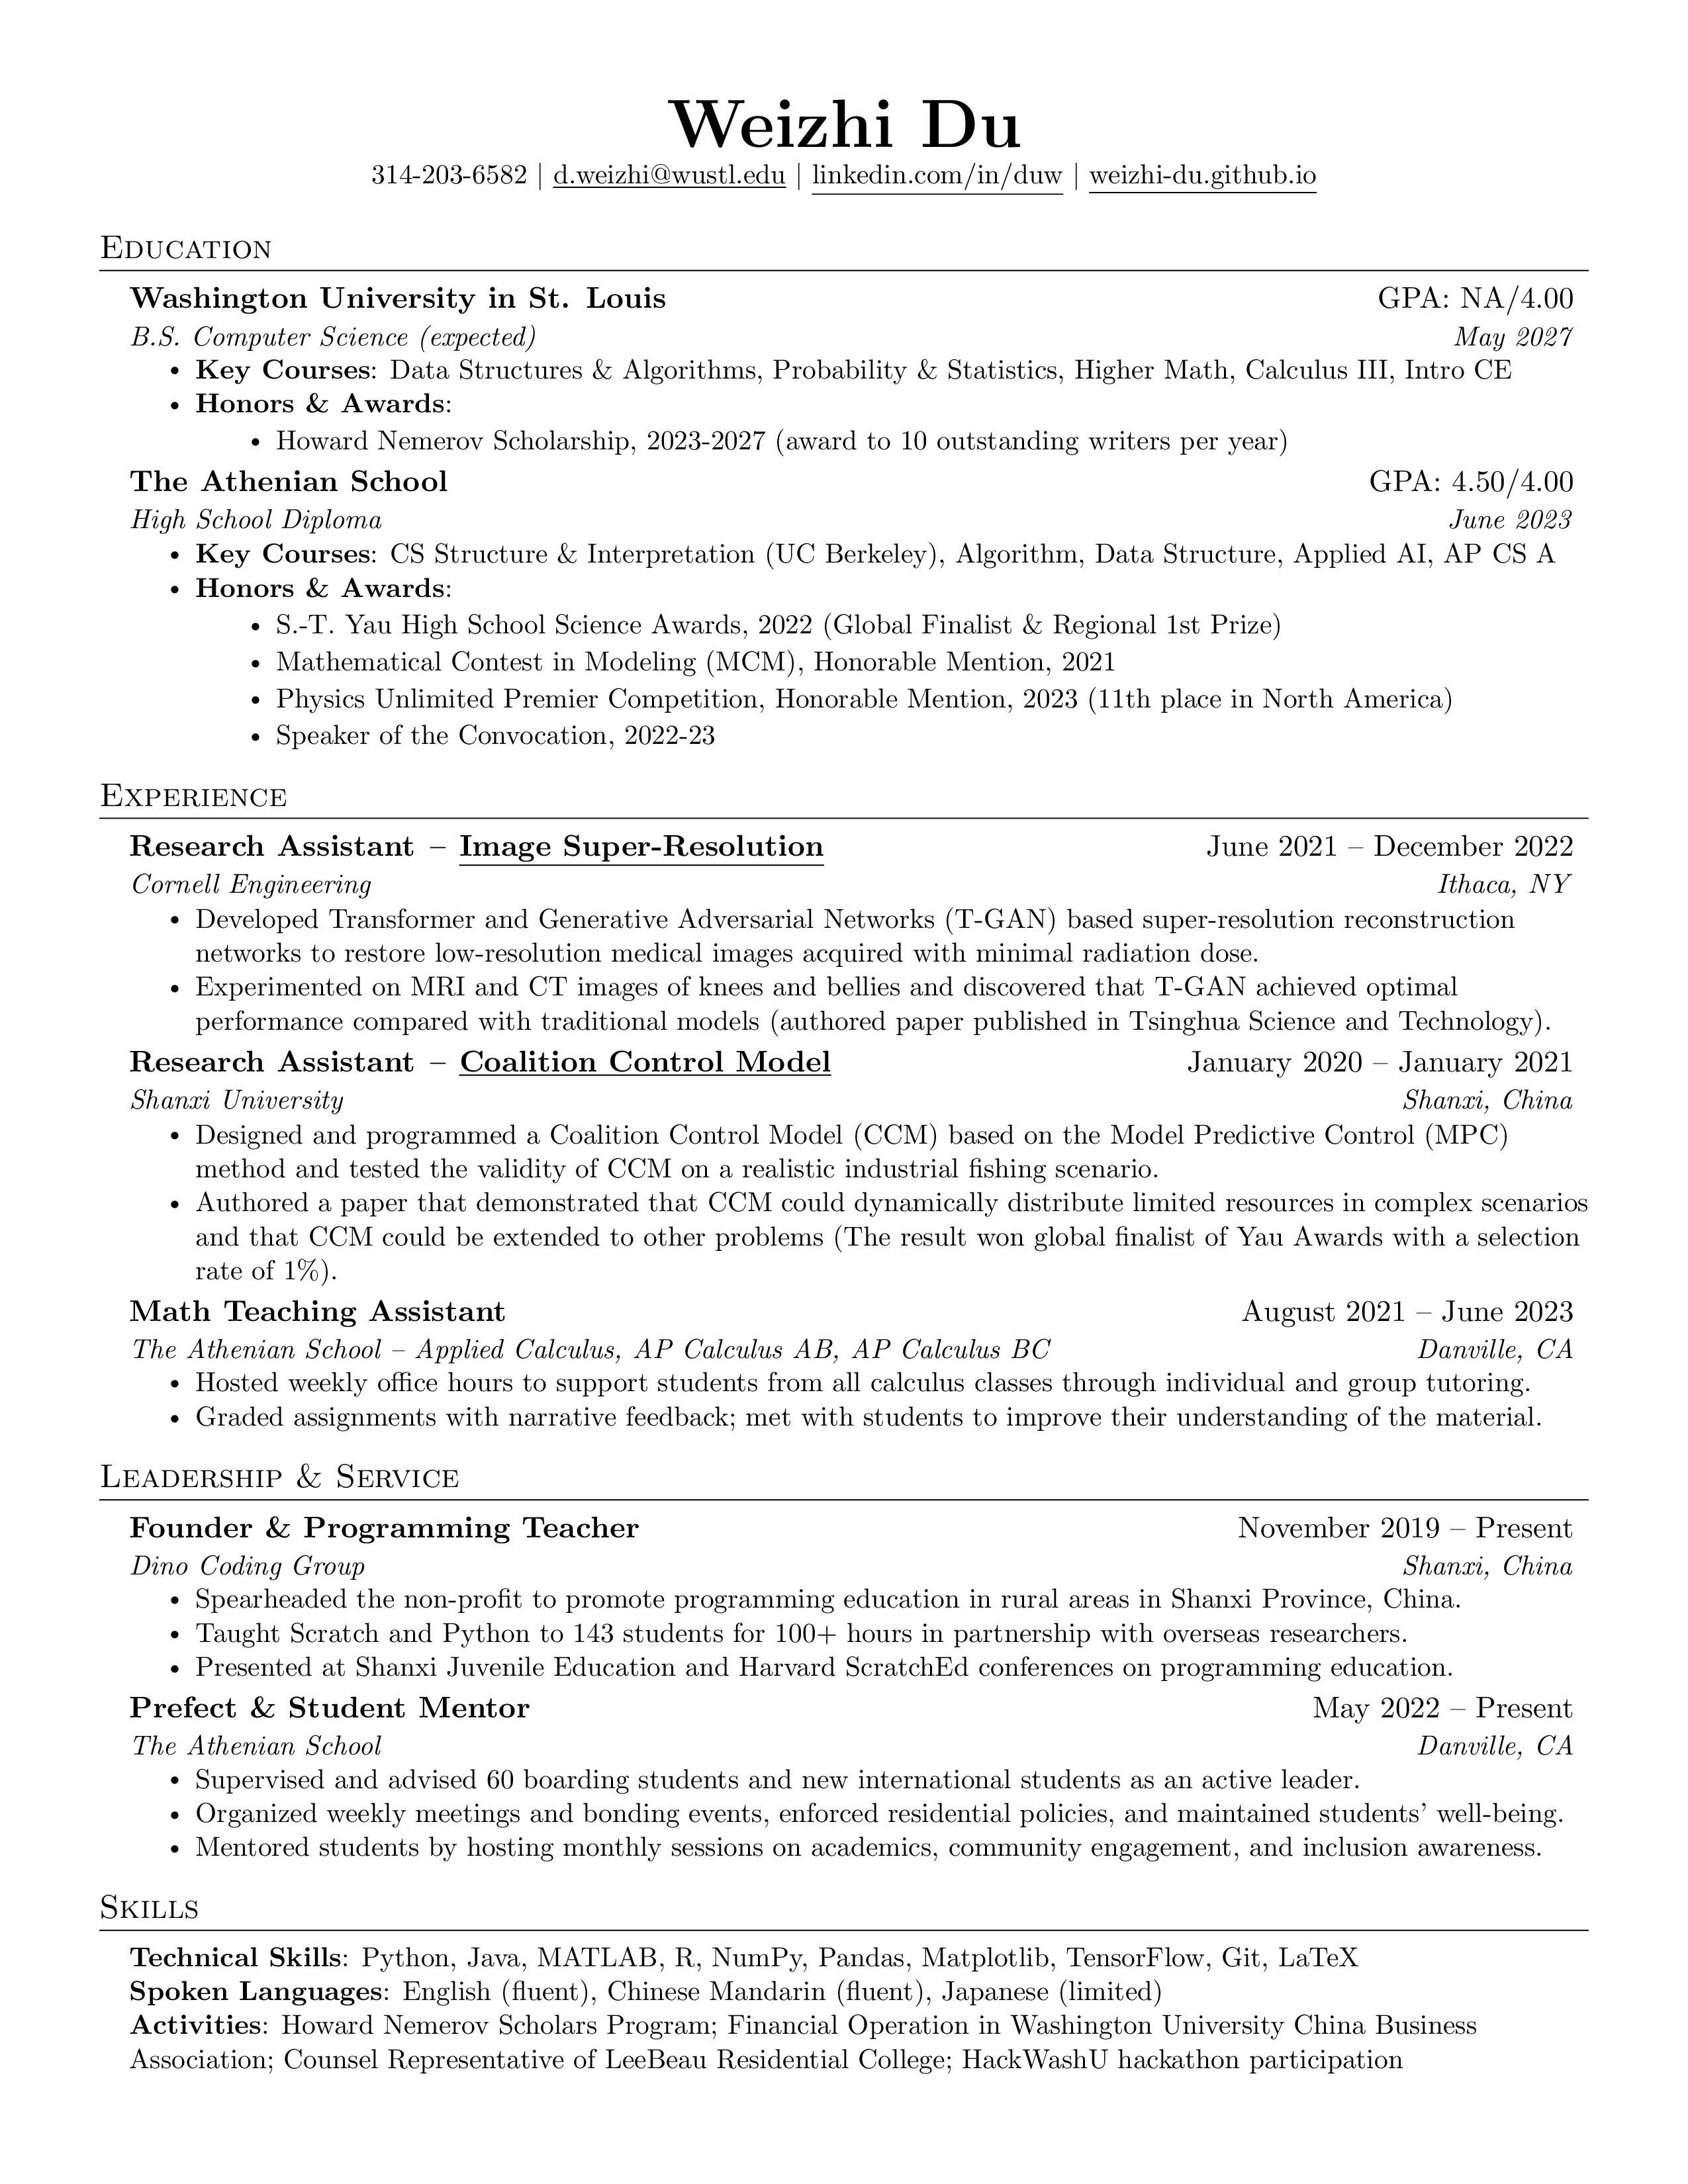 Weizhi Du
314-203-6582 | d.weizhi@wustl.edu | linkedin.com/in/duw | weizhi-du.github.io
Education
Washington University in St. Louis GPA: NA/4.00
B.S. Computer Science (expected) May 2027
• Key Courses: Data Structures & Algorithms, Probability & Statistics, Higher Math, Calculus III, Intro CE
• Honors & Awards:
• Howard Nemerov Scholarship, 2023-2027 (award to 10 outstanding writers per year)
The Athenian School GPA: 4.50/4.00
High School Diploma June 2023
• Key Courses: CS Structure & Interpretation (UC Berkeley), Algorithm, Data Structure, Applied AI, AP CS A
• Honors & Awards:
• S.-T. Yau High School Science Awards, 2022 (Global Finalist & Regional 1st Prize)
• Mathematical Contest in Modeling (MCM), Honorable Mention, 2021
• Physics Unlimited Premier Competition, Honorable Mention, 2023 (11th place in North America)
• Speaker of the Convocation, 2022-23
Experience
Research Assistant – Image Super-Resolution June 2021 – December 2022
Cornell Engineering Ithaca, NY
• Developed Transformer and Generative Adversarial Networks (T-GAN) based super-resolution reconstruction
networks to restore low-resolution medical images acquired with minimal radiation dose.
• Experimented on MRI and CT images of knees and bellies and discovered that T-GAN achieved optimal
performance compared with traditional models (authored paper published in Tsinghua Science and Technology).
Research Assistant – Coalition Control Model January 2020 – January 2021
Shanxi University Shanxi, China
• Designed and programmed a Coalition Control Model (CCM) based on the Model Predictive Control (MPC)
method and tested the validity of CCM on a realistic industrial fishing scenario.
• Authored a paper that demonstrated that CCM could dynamically distribute limited resources in complex scenarios
and that CCM could be extended to other problems (The result won global finalist of Yau Awards with a selection
rate of 1%).
Math Teaching Assistant August 2021 – June 2023
The Athenian School – Applied Calculus, AP Calculus AB, AP Calculus BC Danville, CA
• Hosted weekly office hours to support students from all calculus classes through individual and group tutoring.
• Graded assignments with narrative feedback; met with students to improve their understanding of the material.
Leadership & Service
Founder & Programming Teacher November 2019 – Present
Dino Coding Group Shanxi, China
• Spearheaded the non-profit to promote programming education in rural areas in Shanxi Province, China.
• Taught Scratch and Python to 143 students for 100+ hours in partnership with overseas researchers.
• Presented at Shanxi Juvenile Education and Harvard ScratchEd conferences on programming education.
Prefect & Student Mentor May 2022 – Present
The Athenian School Danville, CA
• Supervised and advised 60 boarding students and new international students as an active leader.
• Organized weekly meetings and bonding events, enforced residential policies, and maintained students' well-being.
• Mentored students by hosting monthly sessions on academics, community engagement, and inclusion awareness.
Skills
Technical Skills: Python, Java, MATLAB, R, NumPy, Pandas, Matplotlib, TensorFlow, Git, LaTeX
Spoken Languages: English (fluent), Chinese Mandarin (fluent), Japanese (limited)
Activities: Howard Nemerov Scholars Program; Financial Operation in Washington University China Business
Association; Counsel Representative of LeeBeau Residential College; HackWashU hackathon participation